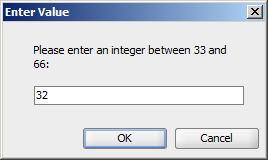 Enter Value
Please enter an integer between 33 and
66:
32
OK
Cancel